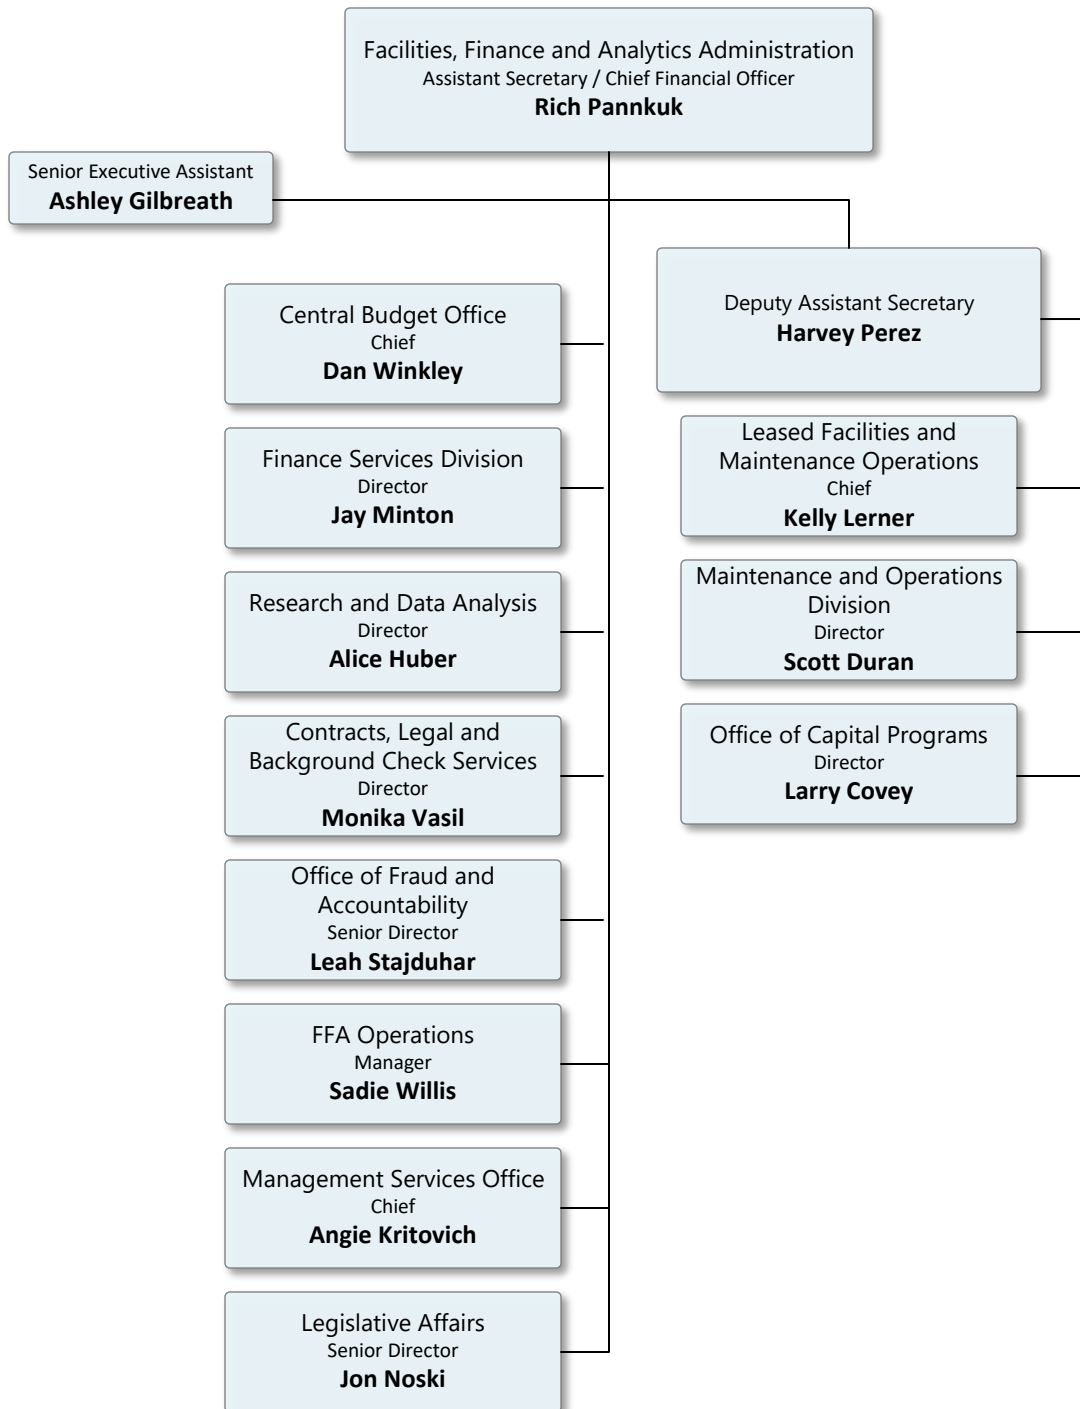 Facilities, Finance and Analytics Administration
Assistant Secretary / Chief Financial Officer
Rich Pannkuk
Senior Executive Assistant
Ashley Gilbreath
Deputy Assistant Secretary
Harvey Perez
Central Budget Office
Chief
Dan Winkley
Finance Services Division
Director
Jay Minton
Research and Data Analysis
Director
Alice Huber
Contracts, Legal and
Background Check Services
Director
Monika Vasil
Office of Fraud and
Accountability
Senior Director
Leah Stajduhar
FFA Operations
Manager
Sadie Willis
Management Services Office
Chief
Angie Kritovich
Legislative Affairs
Senior Director
Jon Noski
Leased Facilities and
Maintenance Operations
Chief
Kelly Lerner
Maintenance and Operations
Division
Director
Scott Duran
Office of Capital Programs
Director
Larry Covey